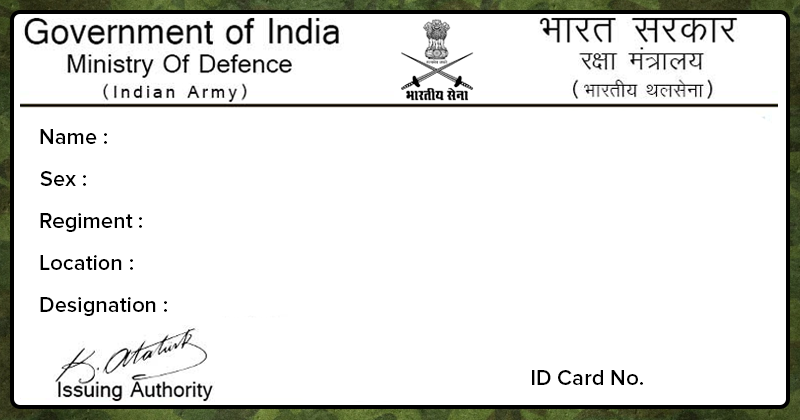 Government of India
Ministry Of Defence
(Indian Army)
भारतीय सेना
भारत सरकार
रक्षा मंत्रालय
(भारतीय थलसेना)
Name :
Sex :
Regiment :
Location :
Designation :
K. Ataturk
Issuing Authority
ID Card No.